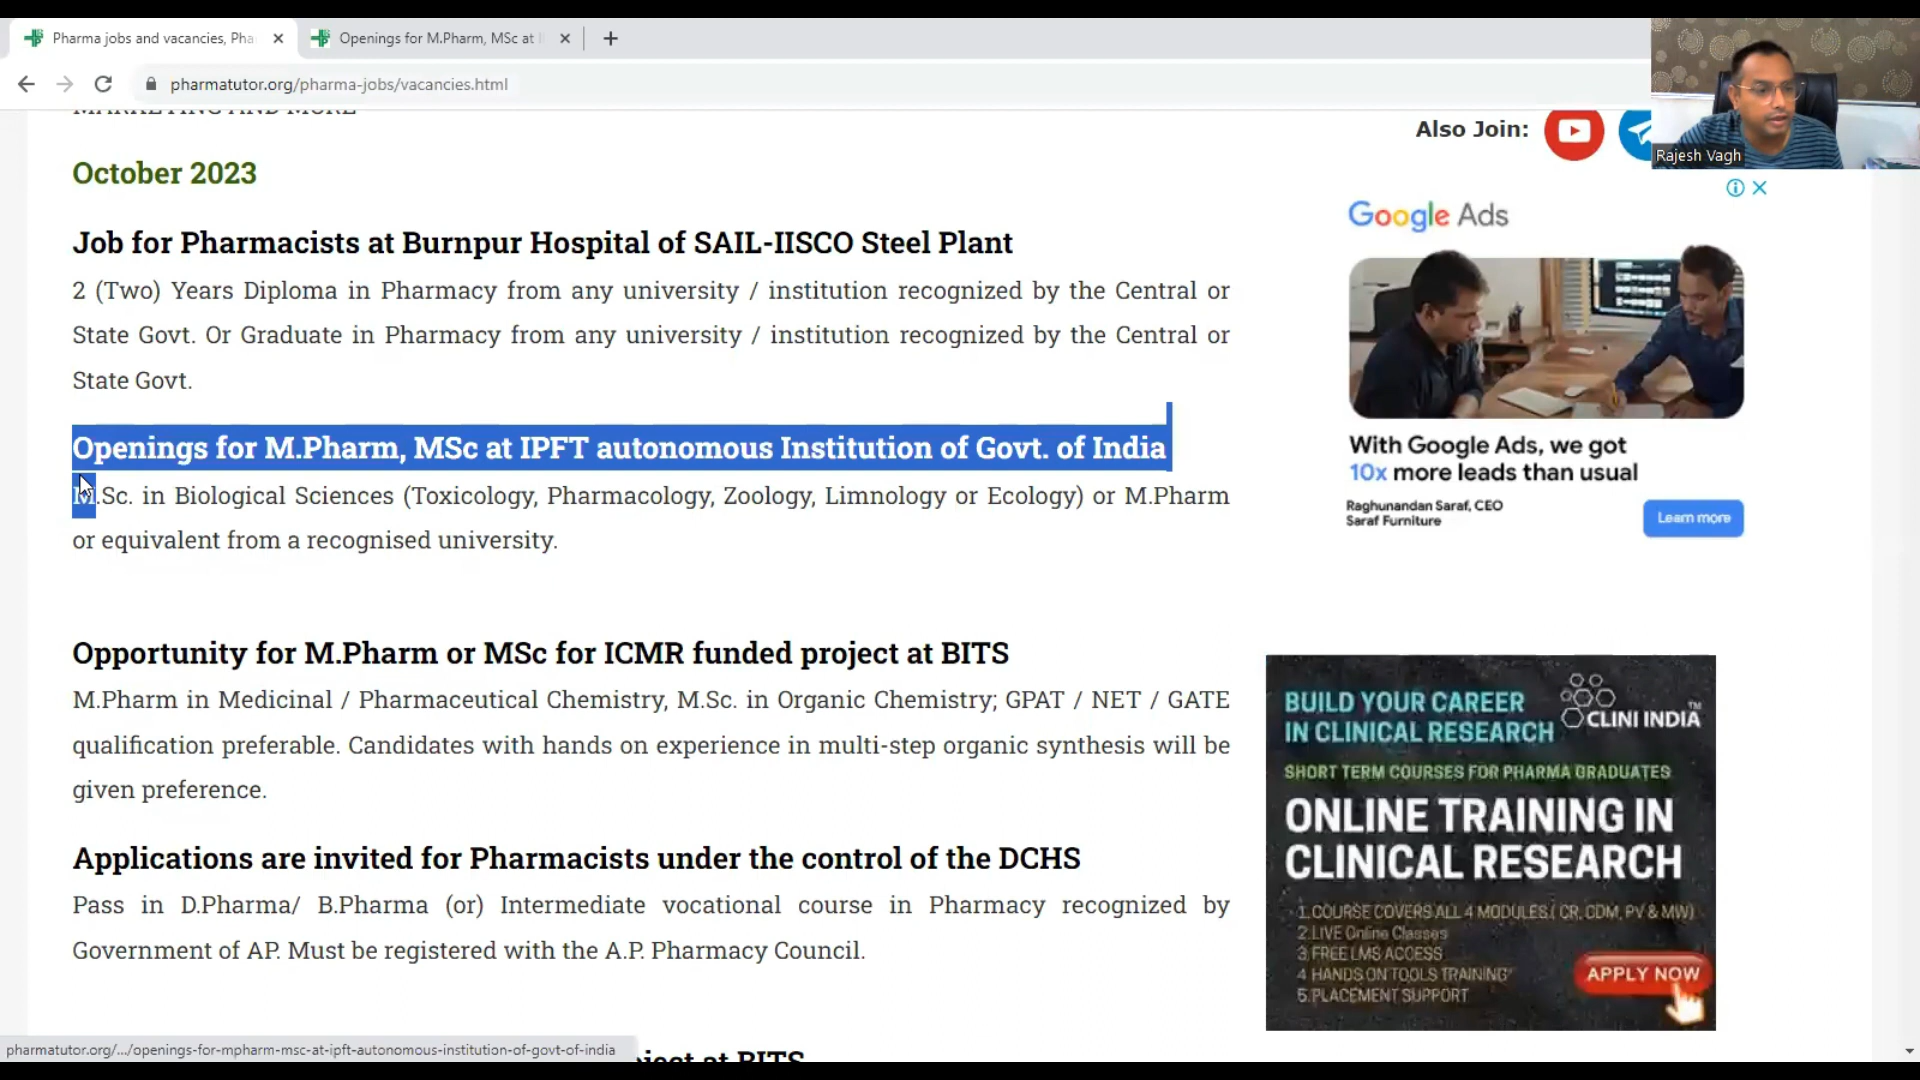 Pharma jobs and vacancies, Pha
Openings for M.Pharm, MSc at I
pharmatutor.org/pharma-jobs/vacancies.html
MARKETING AND MORE
Also Join:
Rajesh Vagh
October 2023
Job for Pharmacists at Burnpur Hospital of SAIL-IISCO Steel Plant
2 (Two) Years Diploma in Pharmacy from any university / institution recognized by the Central or
State Govt. Or Graduate in Pharmacy from any university / institution recognized by the Central or
State Govt.
Openings for M.Pharm, MSc at IPFT autonomous Institution of Govt. of India
M.Sc. in Biological Sciences (Toxicology, Pharmacology, Zoology, Limnology or Ecology) or M.Pharm
or equivalent from a recognised university.
Opportunity for M.Pharm or MSc for ICMR funded project at BITS
M.Pharm in Medicinal / Pharmaceutical Chemistry, M.Sc. in Organic Chemistry; GPAT / NET / GATE
qualification preferable. Candidates with hands on experience in multi-step organic synthesis will be
given preference.
Applications are invited for Pharmacists under the control of the DCHS
Pass in D.Pharma/ B.Pharma (or) Intermediate vocational course in Pharmacy recognized by
Government of AP. Must be registered with the A.P. Pharmacy Council.
oject at BITS
pharmatutor.org/.../openings-for-mpharm-msc-at-ipft-autonomous-institution-of-govt-of-india
Google Ads
With Google Ads, we got
10x more leads than usual
Raghunandan Saraf, CEO
Saraf Furniture
Learn more
BUILD YOUR CAREER
IN CLINICAL RESEARCH
CLINI INDIA TM
SHORT TERM COURSES FOR PHARMA GRADUATES
ONLINE TRAINING IN
CLINICAL RESEARCH
1.COURSE COVERS ALL 4 MODULES ( CR, CDM, PV & MW)
2.LIVE Online Classes
3.FREE LMS ACCESS
4 HANDS ON TOOLS TRAINING
5.PLACEMENT SUPPORT
APPLY NOW